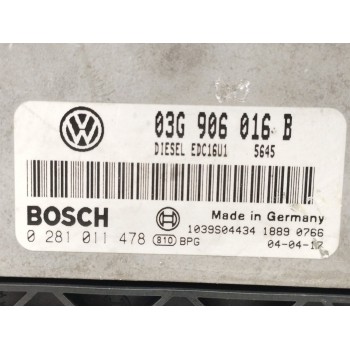 03G 906 016 B
DIESEL EDC16U1 5645
BOSCH
Made in Germany
0 281 011 478 810 BPG
1039S04434 1889 0766
04-04-17